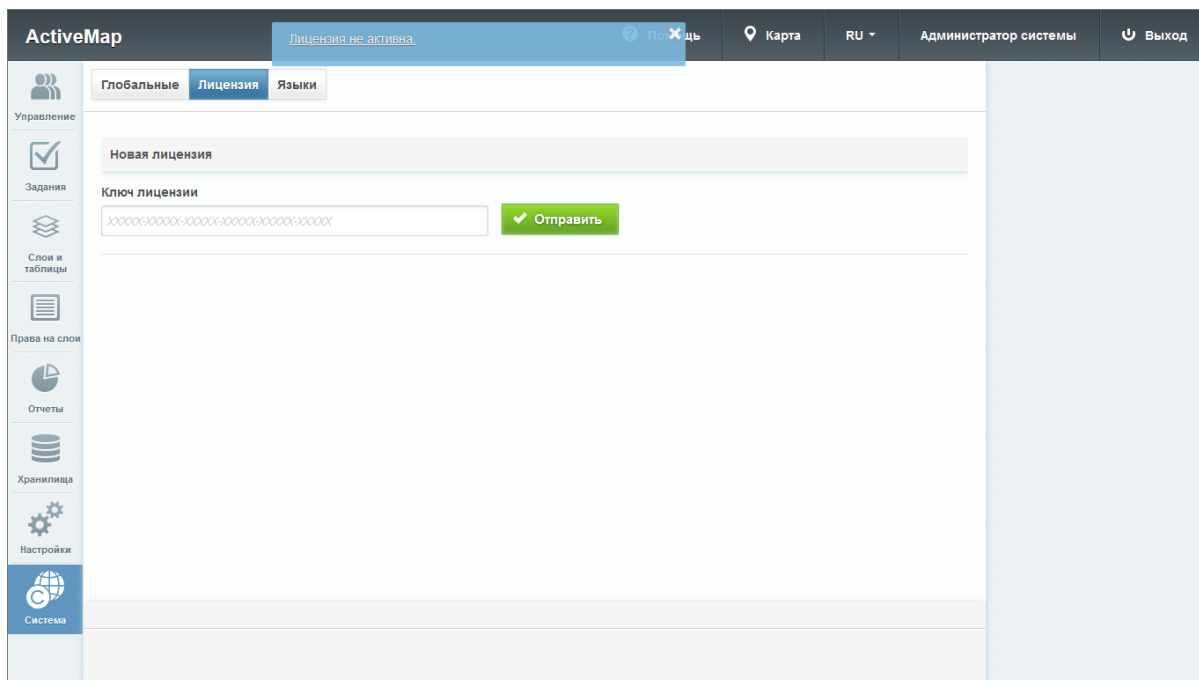 ActiveMap
Лицензия не активна.
Карта
RU
Администратор системы
Выход
Глобальные
Лицензия
Языки
Управление
Задания
Слои и
таблицы
Права на слои
Отчеты
Хранилища
Настройки
Система
Новая лицензия
Ключ лицензии
XXXXX-XXXXX-XXXXX-XXXXX-XXXXX-XXXXX
Отправить